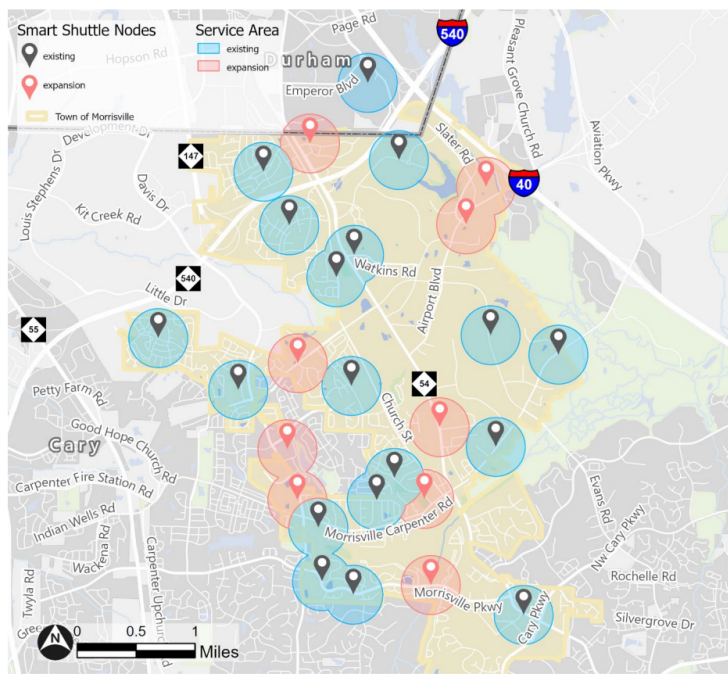 Smart Shuttle Nodes
existing
expansion
Town of Morrisville
Service Area
existing
expansion
Page Rd
Hopson Rd
Durham
Emperor Blvd
540
Pleasant Grove Church Rd
Aviation Pkwy
Development Dr
147
Slater Rd
40
Louis Stephens Dr
Davis Dr
Kit Creek Rd
Watkins Rd
540
Little Dr
Airport Blvd
55
54
Petty Farm Rd
Church St
Cary
Good Hope Church Rd
Carpenter Fire Station Rd
Evans Rd
Nw Cary Pkwy
Indian Wells Rd
Morrisville Carpenter Rd
Wackena Rd
Rochelle Rd
Twyla Rd
Carpenter Upchurch
Morrisville Pkwy
Cary Pkwy
Silvergrove Dr
Gree
N
0 0.5 1
Miles